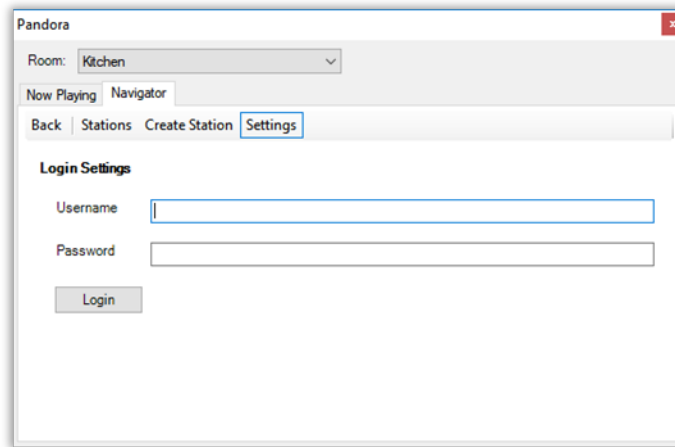 Pandora
Room: Kitchen
Now Playing Navigator
Back Stations Create Station Settings
Login Settings
Username
Password
Login